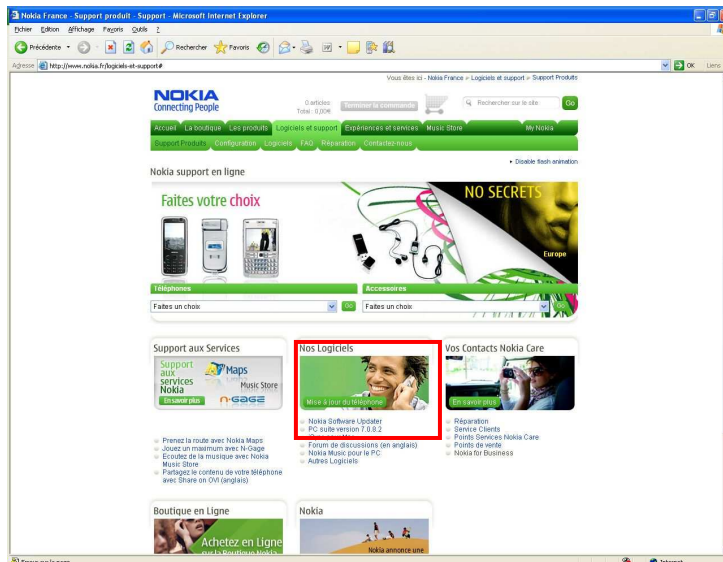 Nokia France - Support produit - Support - Microsoft Internet Explorer
Fichier Edition Affichage Favoris Outils ?
Précédente Rechercher Favoris
Adresse http://www.nokia.fr/logiciels-et-support# OK Liens
Vous êtes ici - Nokia France > Logiciels et support > Support Produits
NOKIA
Connecting People
0 articles
Total : 0,00€
Terminer la commande
Rechercher sur le site Go
Accueil La boutique Les produits Logiciels et support Expériences et services Music Store My Nokia
Support Produits Configuration Logiciels FAQ Réparation Contactez-nous
Disable flash animation
Nokia support en ligne
Faites votre choix
NO SECRETS
Europe
Téléphones
Accessoires
Faites un choix Go
Faites un choix Go
Support aux Services
Support
aux
services
Nokia
Maps
Music Store
En savoir plus
n-gage
Prenez la route avec Nokia Maps
Jouez un maximum avec N-Gage
Ecoutez de la musique avec Nokia
Music Store
Partagez le contenu de votre téléphone
avec Share on OVI (anglais)
Nos Logiciels
Mise à jour du téléphone
Nokia Software Updater
PC suite version 7.0.8.2
Forum de discussions (en anglais)
Nokia Music pour le PC
Autres Logiciels
Vos Contacts Nokia Care
En savoir plus
Réparation
Service Clients
Points Services Nokia Care
Points de vente
Nokia for Business
Boutique en Ligne
Achetez en Ligne
sur la Boutique Nokia
Nokia
Nokia annonce une
Internet